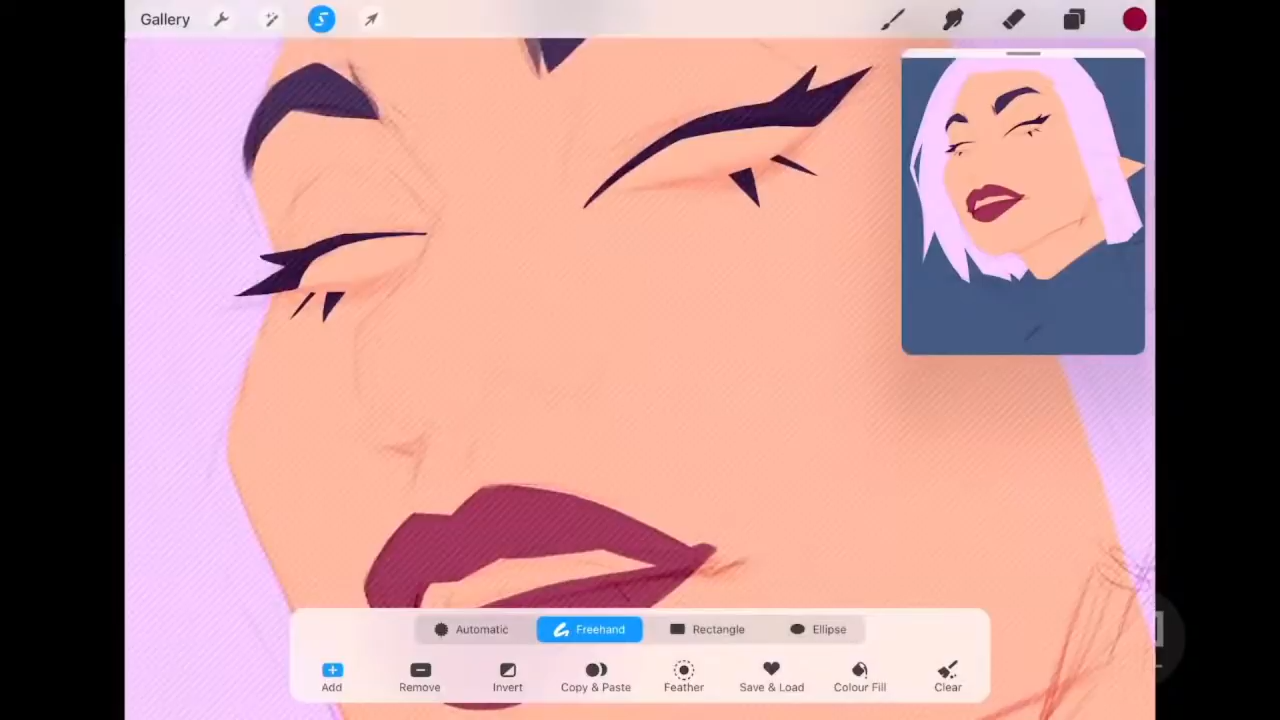 Gallery
Automatic Freehand Rectangle Ellipse
Add Remove Invert Copy & Paste Feather Save & Load Colour Fill Clear